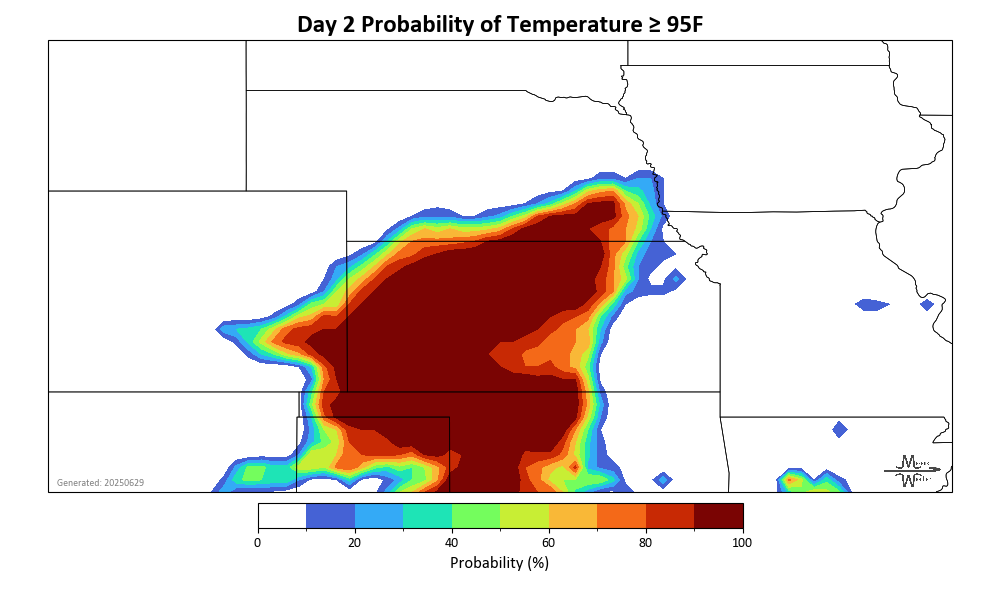 Day 2 Probability of Temperature ≥ 95F
Generated: 20250629
0 20 40 60 80 100
Probability (%)